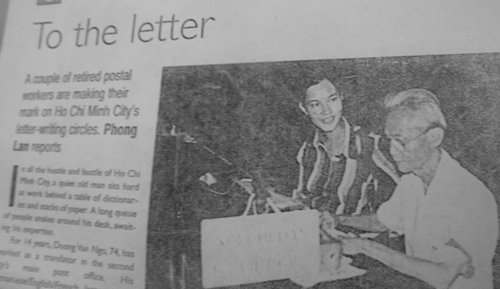 To the letter
A couple of retired postal
workers are making their
mark on Ho Chi Minh City's
letter-writing circles. Phong
Lan reports
In all the hustle and bustle of Ho Chi
Minh City, a quiet old man sits hard
at work behind a table of dictionar-
ies and stacks of paper. A long queue
of people snakes around his desk, await-
ing his expertise.
For 14 years, Duong Van Ngo, 74, has
worked as a translator in the second
city's main post office. His